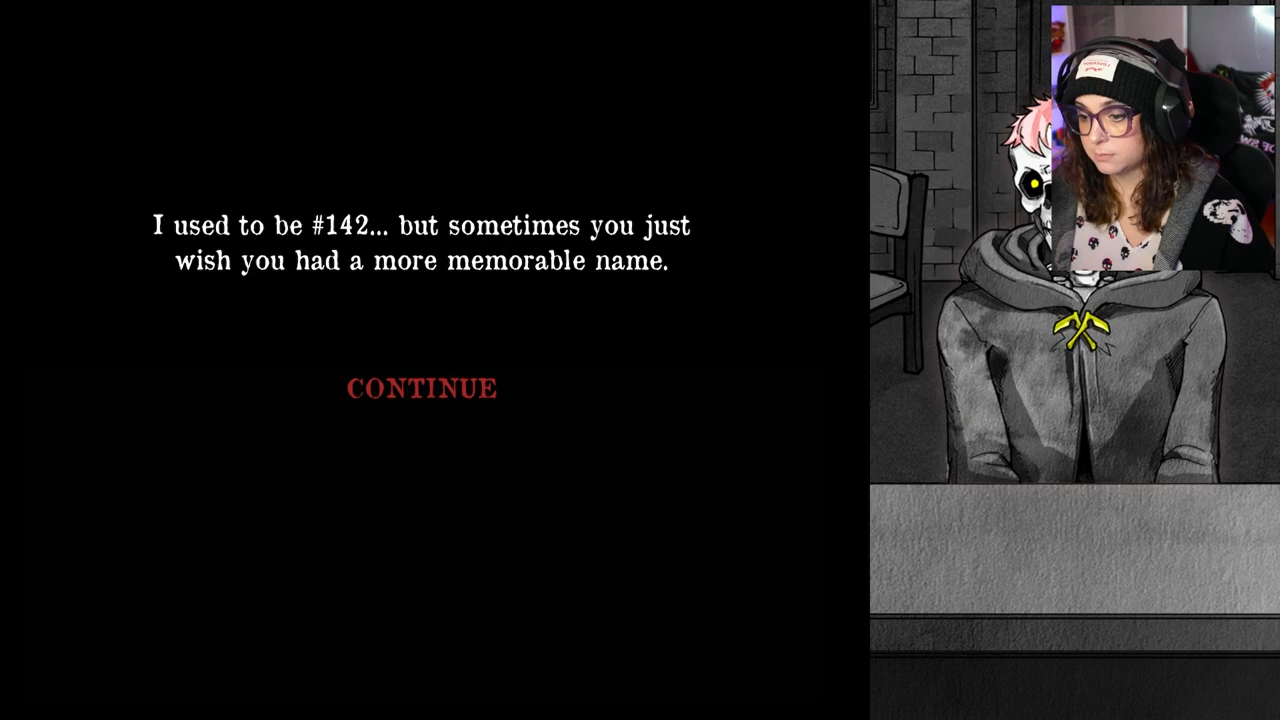 I used to be #142... but sometimes you just
wish you had a more memorable name.
CONTINUE